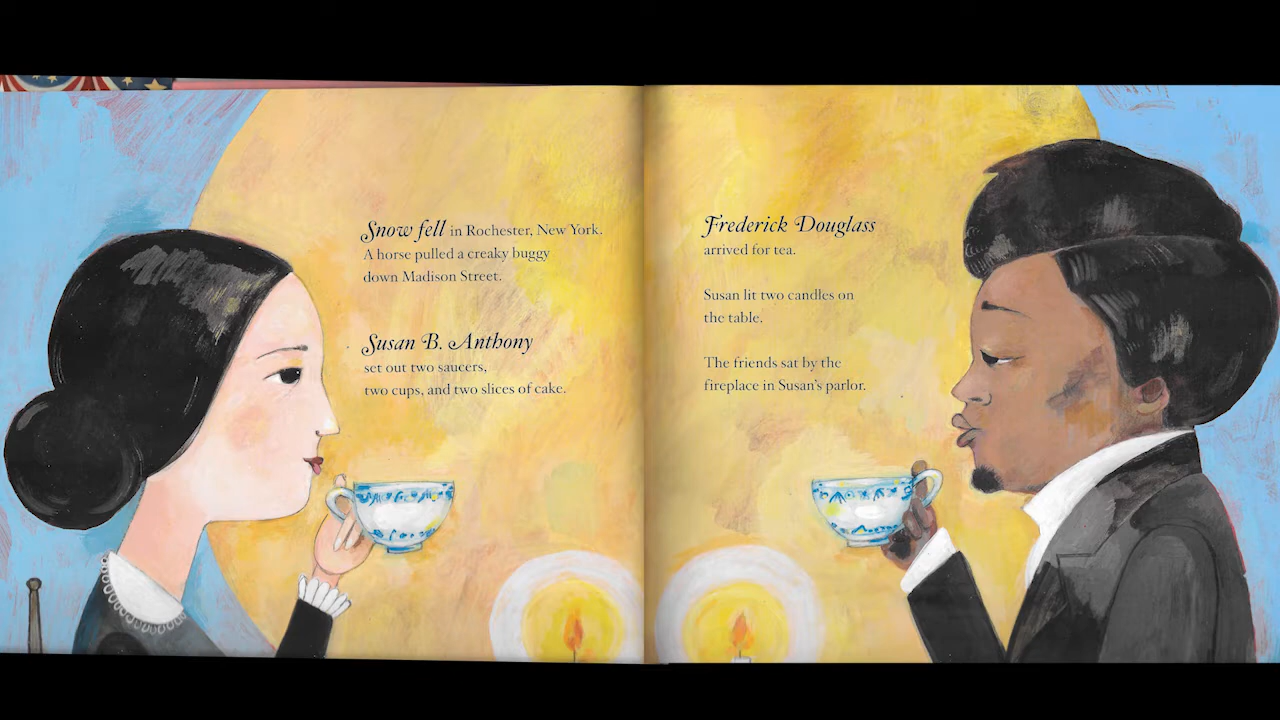 Snow fell in Rochester, New York.
A horse pulled a creaky buggy
down Madison Street.
Susan B. Anthony
set out two saucers,
two cups, and two slices of cake.
Frederick Douglass
arrived for tea.
Susan lit two candles on
the table.
The friends sat by the
fireplace in Susan's parlor.